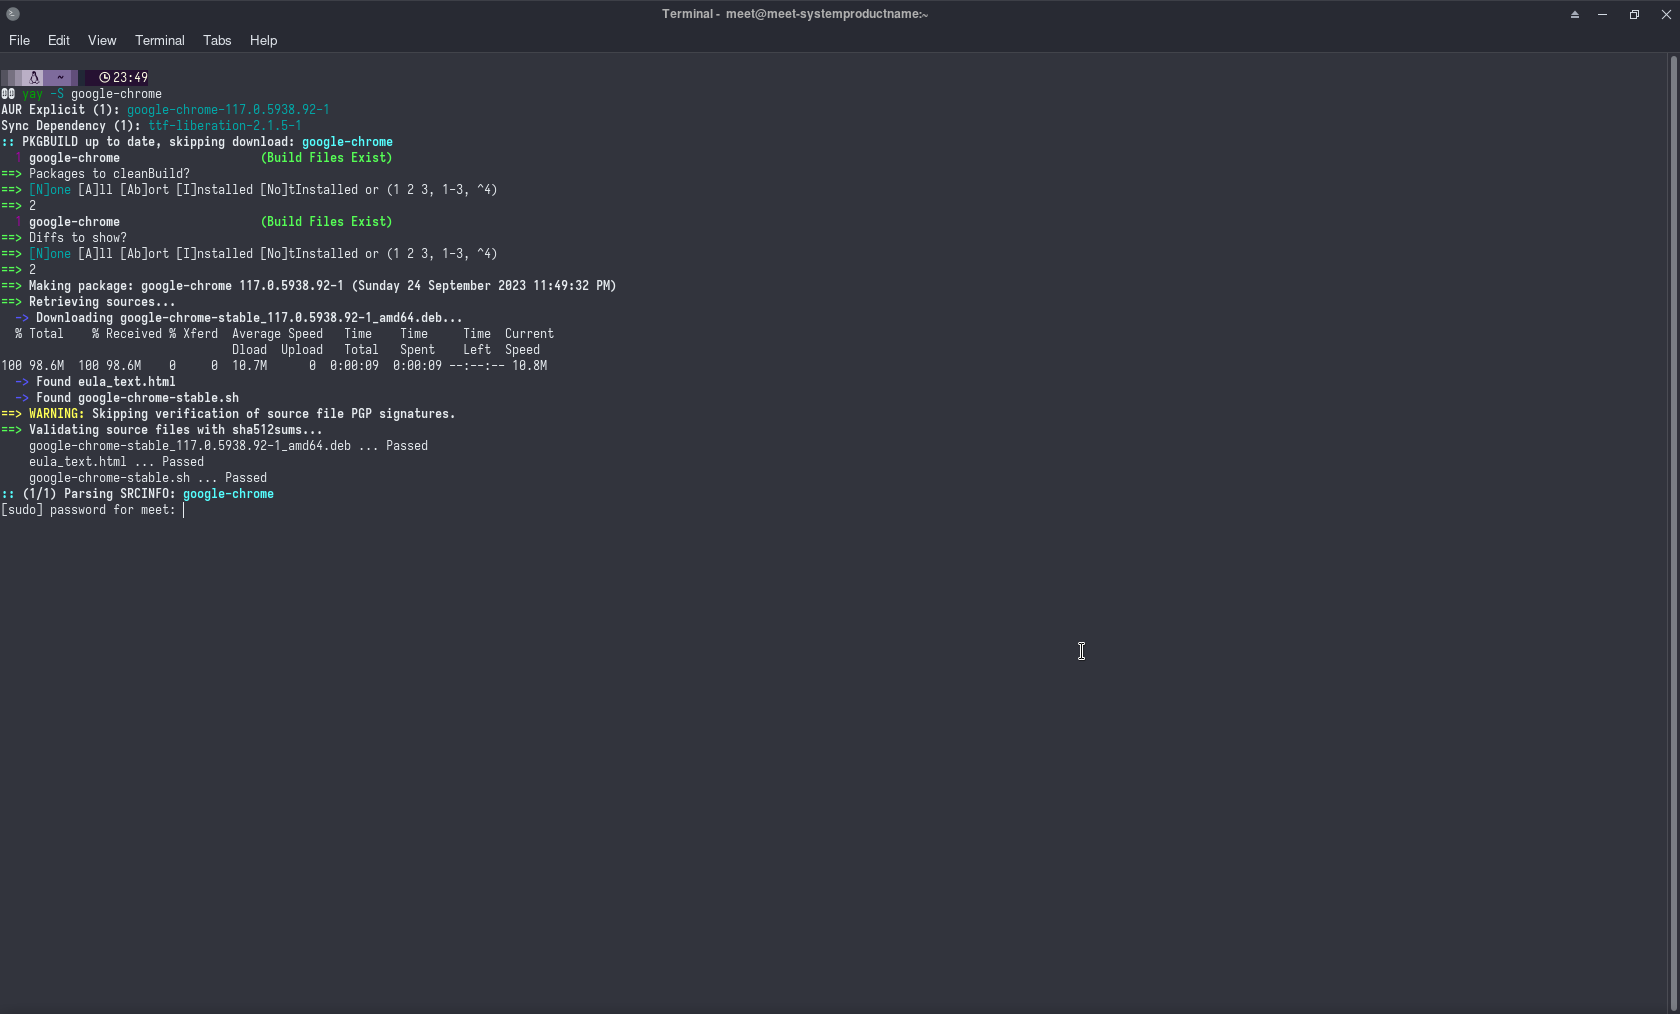 Terminal - meet@meet-systemproductname:~
File Edit View Terminal Tabs Help
~ 23:49
yay -S google-chrome
AUR Explicit (1): google-chrome-117.0.5938.92-1
Sync Dependency (1): ttf-liberation-2.1.5-1
:: PKGBUILD up to date, skipping download: google-chrome
1 google-chrome (Build Files Exist)
==> Packages to cleanBuild?
==> [N]one [A]ll [Ab]ort [I]nstalled [No]tInstalled or (1 2 3, 1-3, ^4)
==> 2
1 google-chrome (Build Files Exist)
==> Diffs to show?
==> [N]one [A]ll [Ab]ort [I]nstalled [No]tInstalled or (1 2 3, 1-3, ^4)
==> 2
==> Making package: google-chrome 117.0.5938.92-1 (Sunday 24 September 2023 11:49:32 PM)
==> Retrieving sources...
-> Downloading google-chrome-stable_117.0.5938.92-1_amd64.deb...
% Total % Received % Xferd Average Speed Time Time Time Current
Dload Upload Total Spent Left Speed
100 98.6M 100 98.6M 0 0 10.7M 0 0:00:09 0:00:09 --:--:-- 10.8M
-> Found eula_text.html
-> Found google-chrome-stable.sh
==> WARNING: Skipping verification of source file PGP signatures.
==> Validating source files with sha512sums...
google-chrome-stable_117.0.5938.92-1_amd64.deb ... Passed
eula_text.html ... Passed
google-chrome-stable.sh ... Passed
:: (1/1) Parsing SRCINFO: google-chrome
[sudo] password for meet: